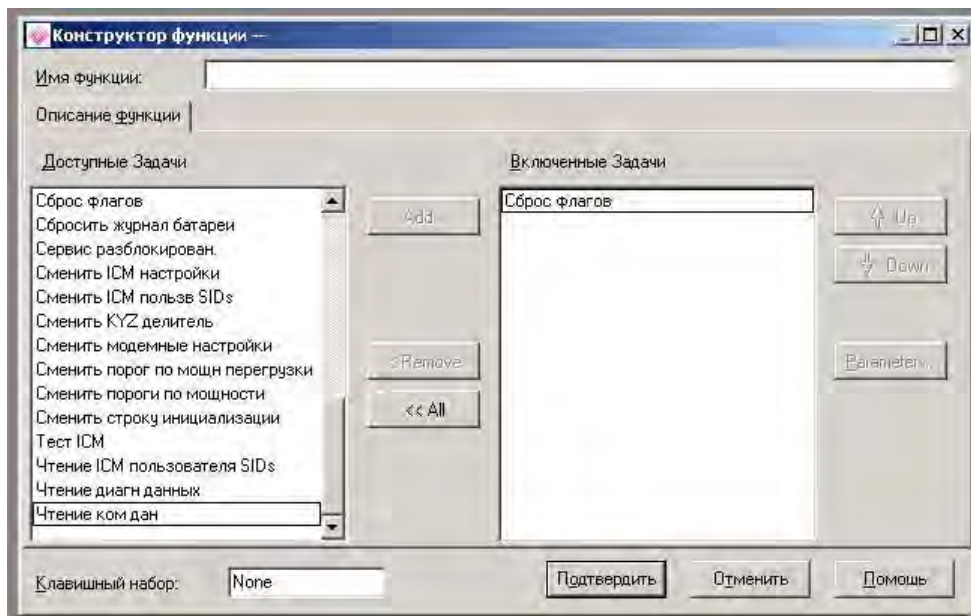 Конструктор функции --
Имя функции:
Описание функции
Доступные Задачи
Сброс флагов
Сбросить журнал батареи
Сервис разблокирован.
Сменить ICM настройки
Сменить ICM пользв SIDs
Сменить KYZ делитель
Сменить модемные настройки
Сменить порог по мощн перегрузки
Сменить пороги по мощности
Сменить строку инициализации
Тест ICM
Чтение ICM пользователя SIDs
Чтение диагн данных
Чтение ком дан
Add
<Remove
<< All
Включенные Задачи
Сброс флагов
Up
Down
Parameters...
Клавишный набор:
None
Подтвердить
Отменить
Помощь